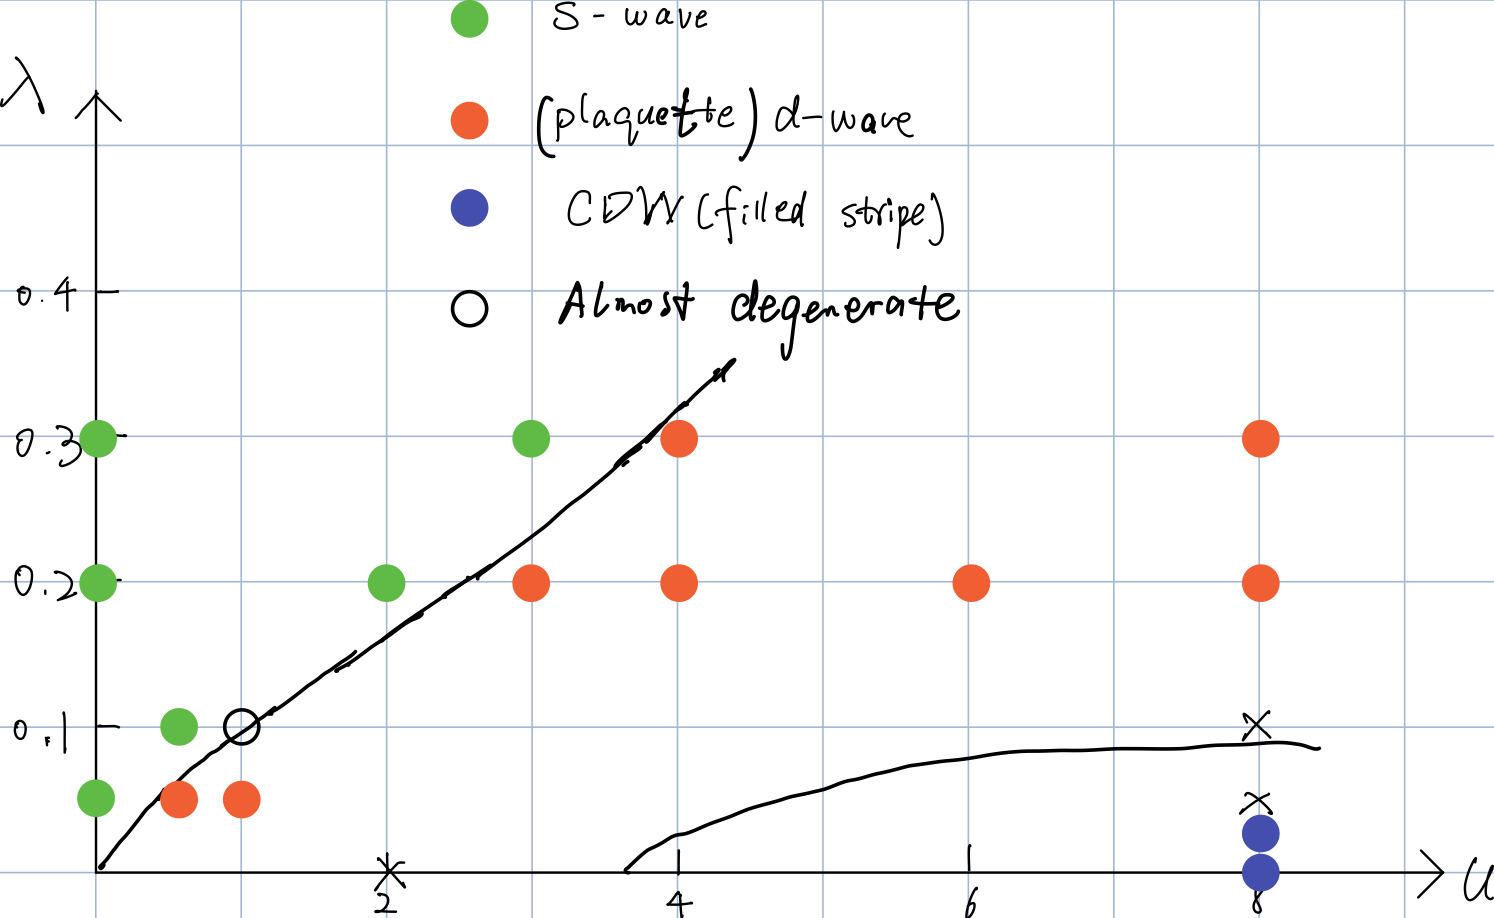 S-wave
λ
(plaquette) d-wave
CDW (filled stripe)
0.4
Almost degenerate
0.3
0.2
0.1
2
4
6
8
U